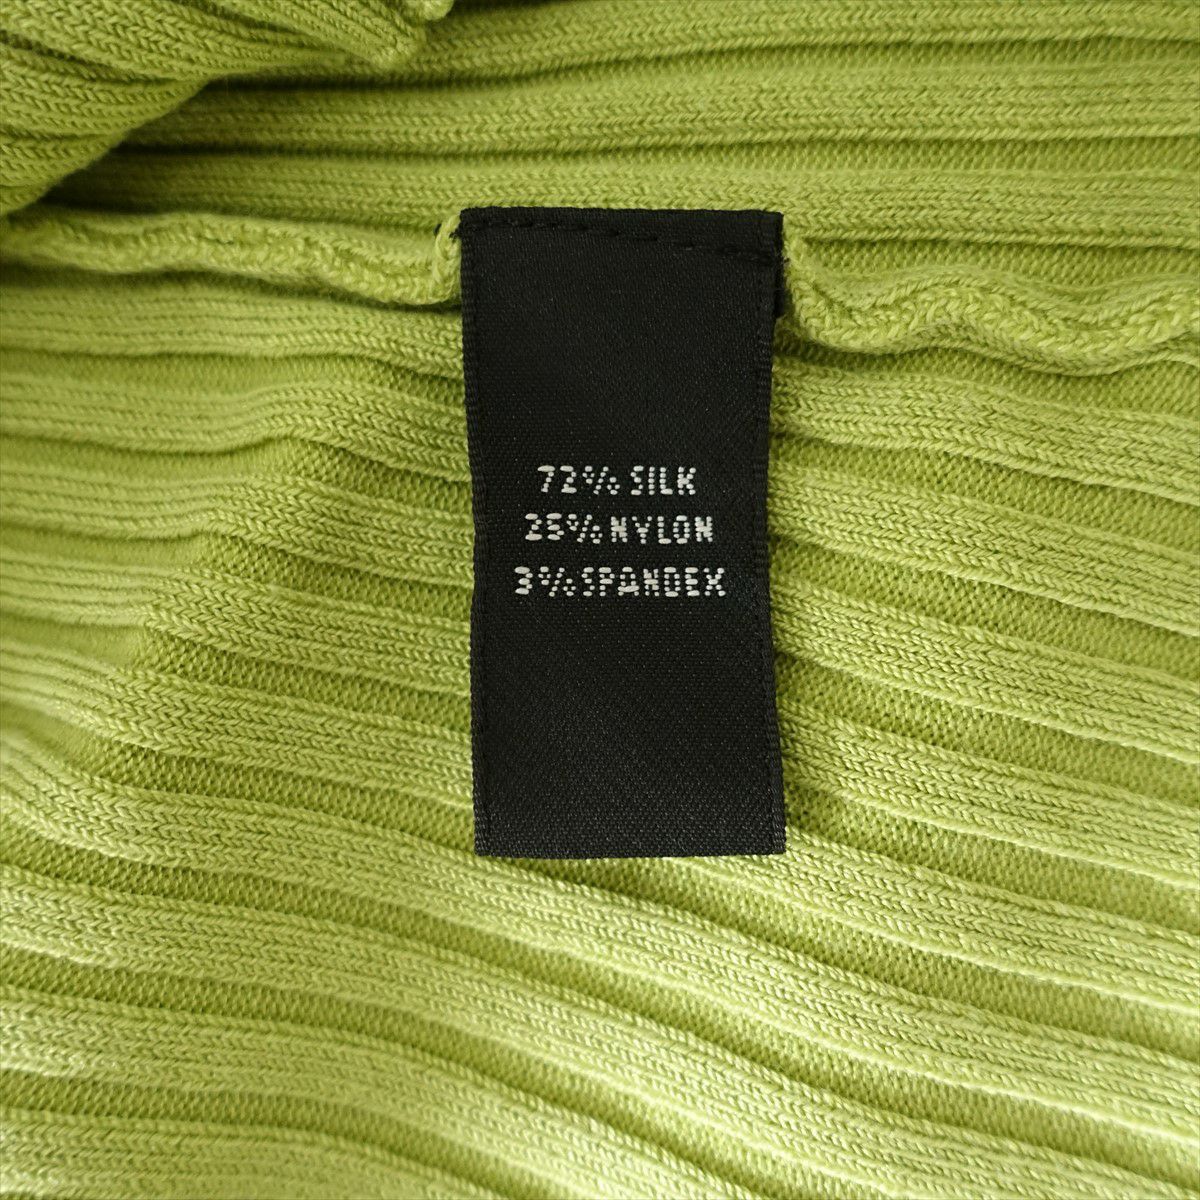 72% SILK
25% NYLON
3% SPANDEX